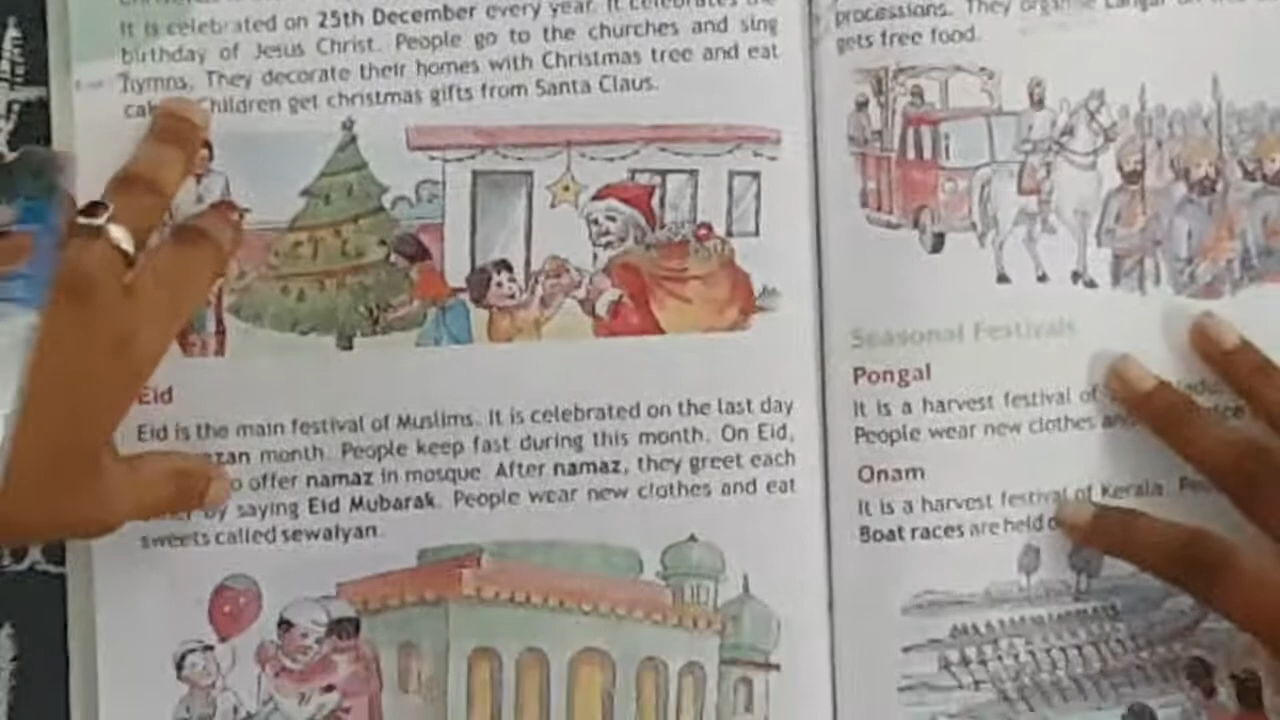 It is celebrated on 25th December every year. It celebrates the
birthday of Jesus Christ. People go to the churches and sing
hymns. They decorate their homes with Christmas tree and eat
Children get christmas gifts from Santa Claus.
Eid
Eid is the main festival of Muslims. It is celebrated on the last day
month. People keep fast during this month. On Eid,
offer namaz in mosque. After namaz, they greet each
by saying Eid Mubarak. People wear new clothes and eat
sweets called sewaiyan.
processions. They organise Langar
gets free food.
Seasonal Festivals
Pongal
It is a harvest festival of
People wear new clothes
Onam
It is a harvest festival of Kerala.
Boat races are held